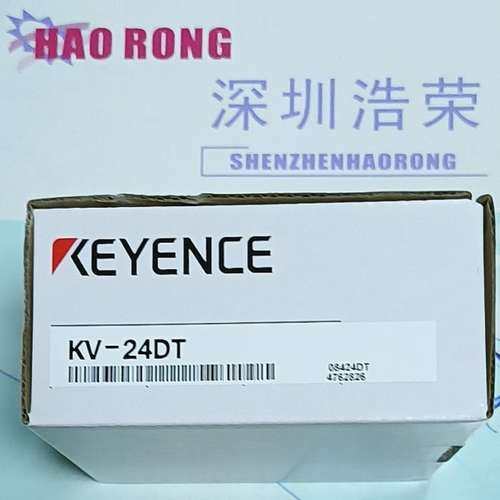 HAO RONG
深圳浩荣
SHENZHENHAORONG
KEYENCE
KV-24DT
08424DT
4762826